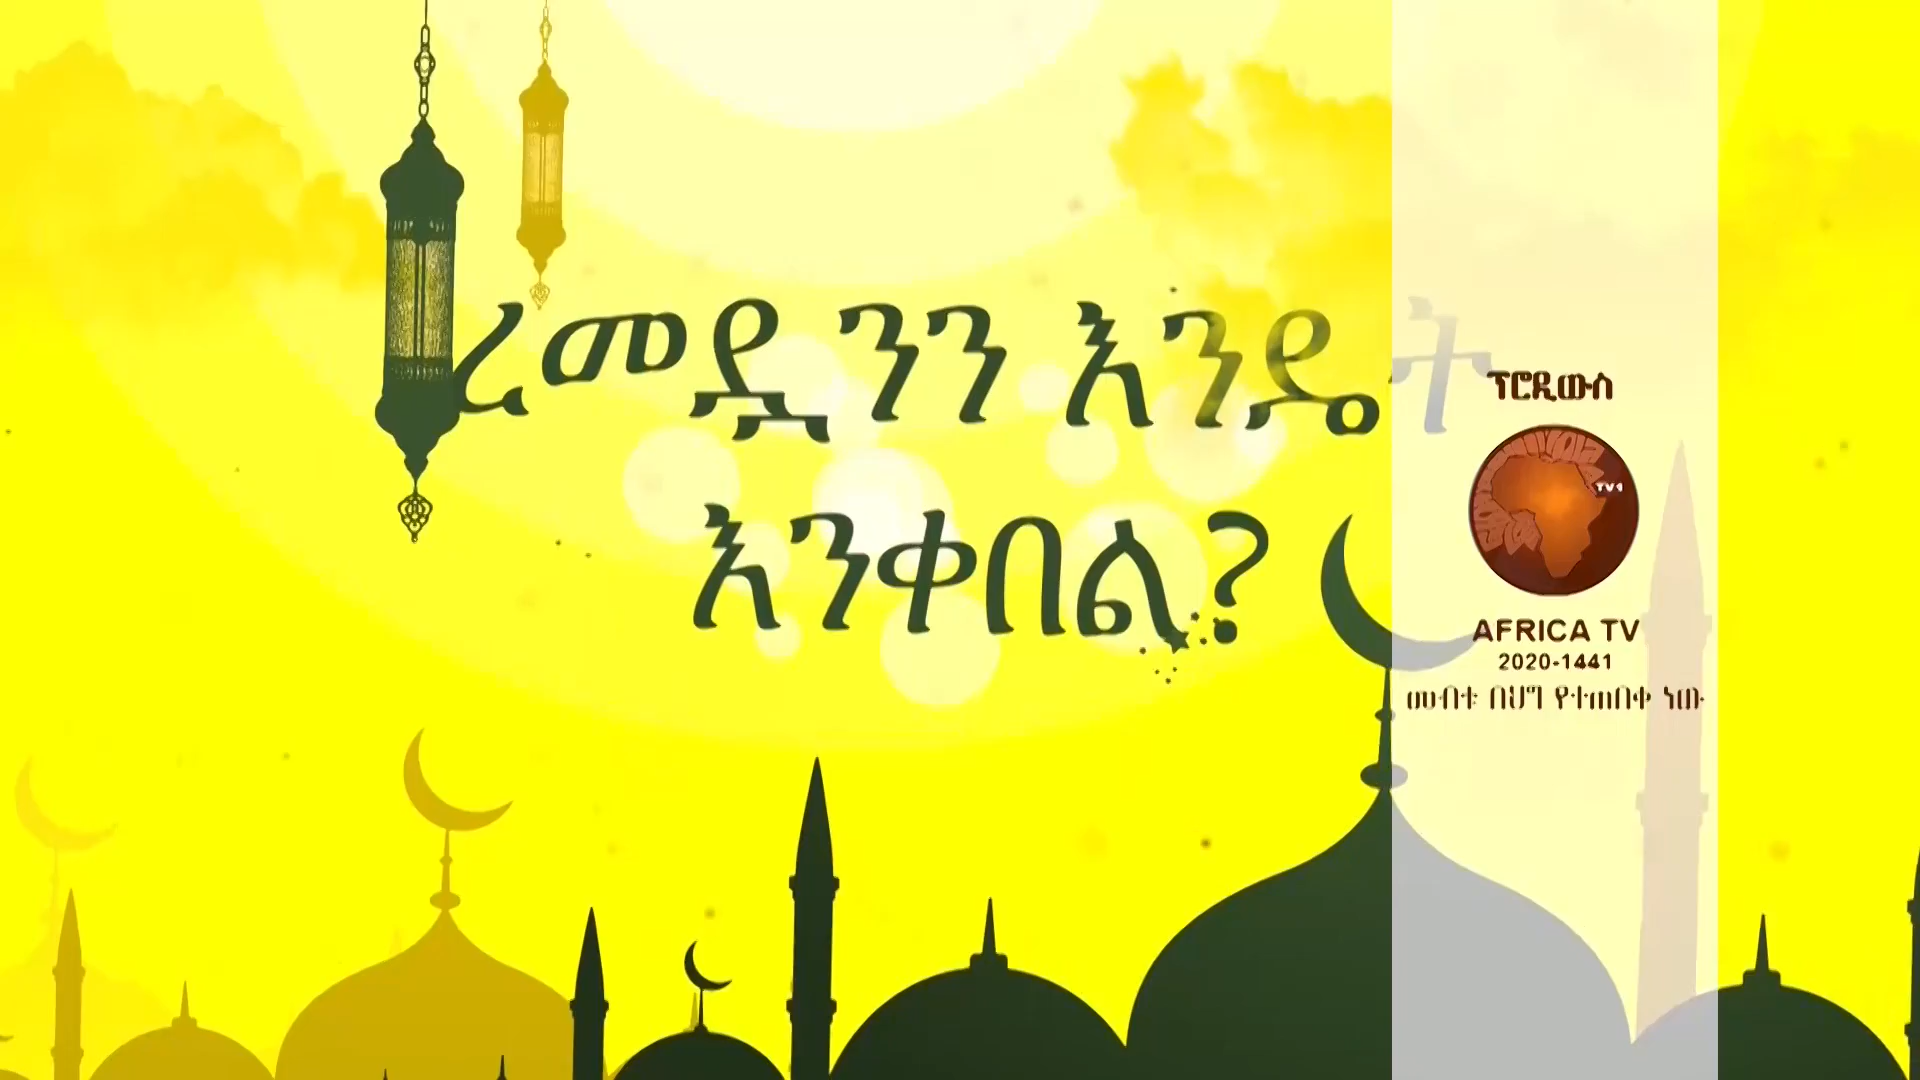 ረመዷንን እንዴት
እንቀበል?
ፕሮዲውስ
TV1
AFRICA TV
2020-1441
መብቱ በህግ የተጠበቀ ነው